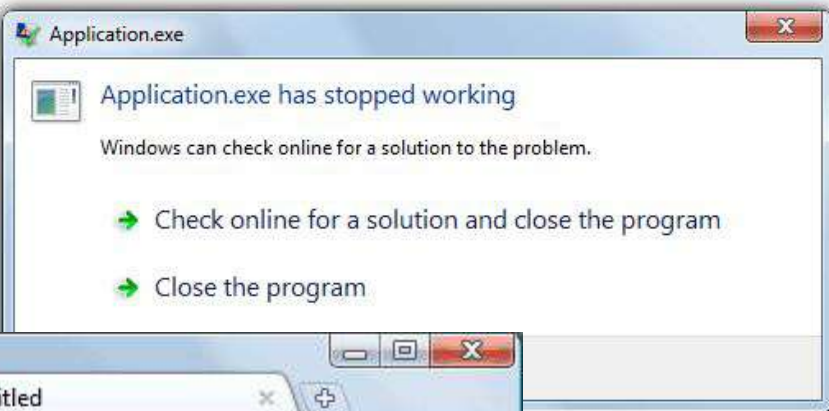 Application.exe
Application.exe has stopped working
Windows can check online for a solution to the problem.
Check online for a solution and close the program
Close the program
itled